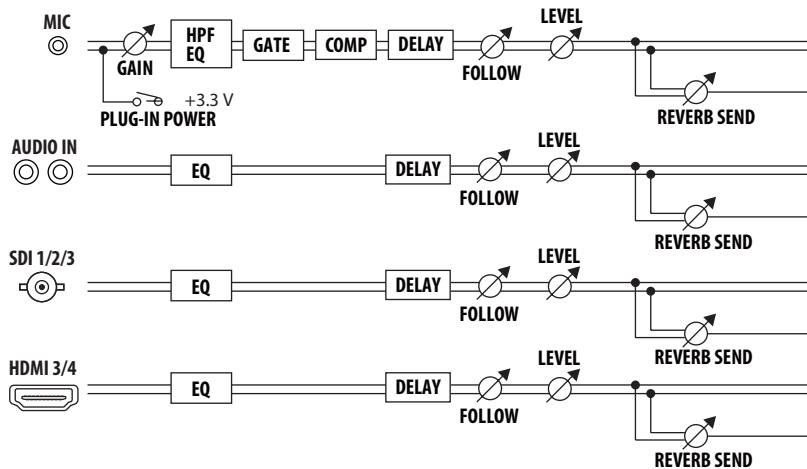 MIC
GAIN
HPF
EQ
GATE
COMP
DELAY
FOLLOW
LEVEL
REVERB SEND
+3.3 V
PLUG-IN POWER
AUDIO IN
EQ
DELAY
FOLLOW
LEVEL
REVERB SEND
SDI 1/2/3
EQ
DELAY
FOLLOW
LEVEL
REVERB SEND
HDMI 3/4
EQ
DELAY
FOLLOW
LEVEL
REVERB SEND